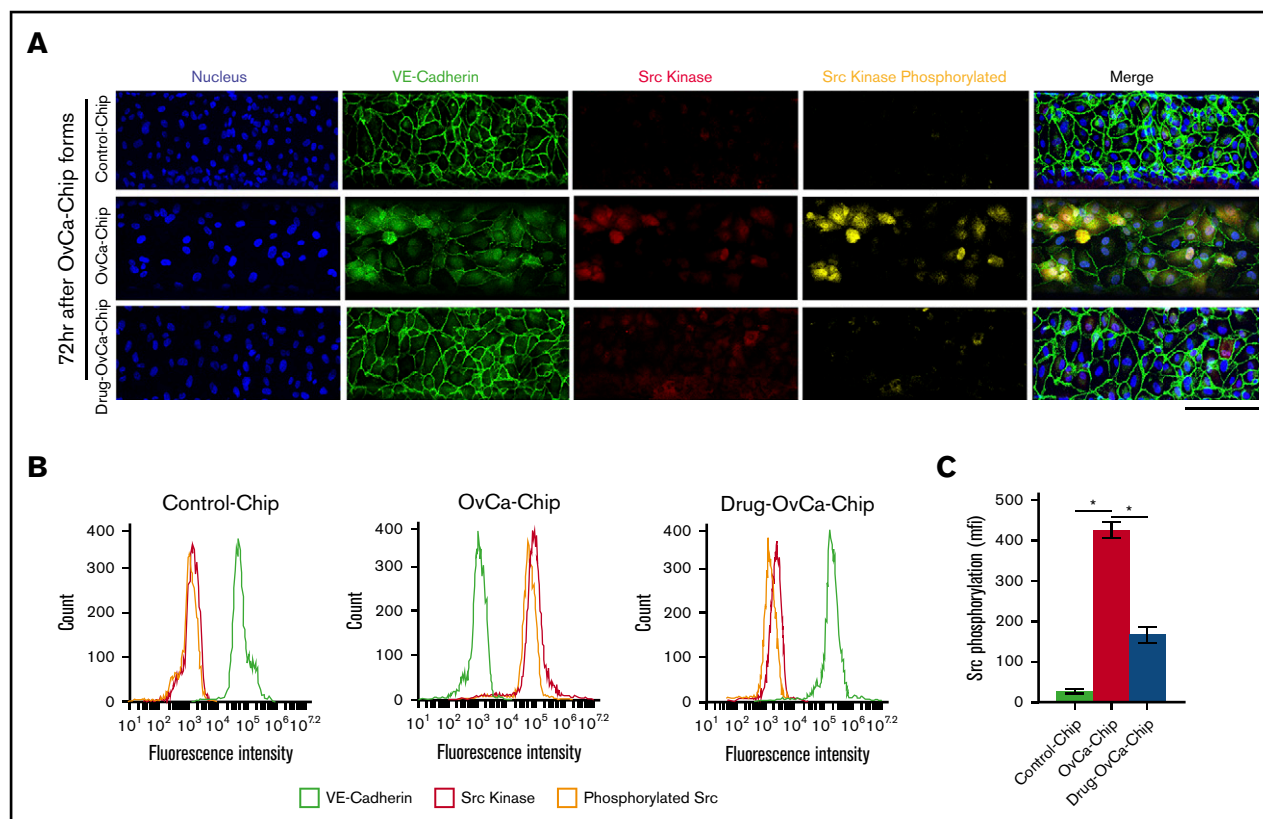 A
Nucleus VE-Cadherin Src Kinase Src Kinase Phosphorylated Merge
72hr after OvCa-Chip forms
Control-Chip
OvCa-Chip
Drug-OvCa-Chip
B
Control-Chip
400
300
200
100
0
Count
10¹ 10² 10³ 10⁴ 10⁵ 10⁶ 10⁷·²
Fluorescence intensity
OvCa-Chip
400
300
200
100
0
Count
10¹ 10² 10³ 10⁴ 10⁵ 10⁶ 10⁷·²
Fluorescence intensity
Drug-OvCa-Chip
400
300
200
100
0
Count
10¹ 10² 10³ 10⁴ 10⁵ 10⁶ 10⁷·²
Fluorescence intensity
VE-Cadherin Src Kinase Phosphorylated Src
C
500
400
300
200
100
0
Src phosphorylation (mfi)
* *
Control-Chip
OvCa-Chip
Drug-OvCa-Chip